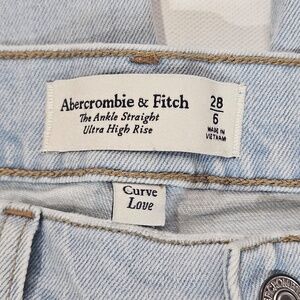 Abercrombie & Fitch
The Ankle Straight
Ultra High Rise
28
6
MADE IN
VIETNAM
Curve
Love